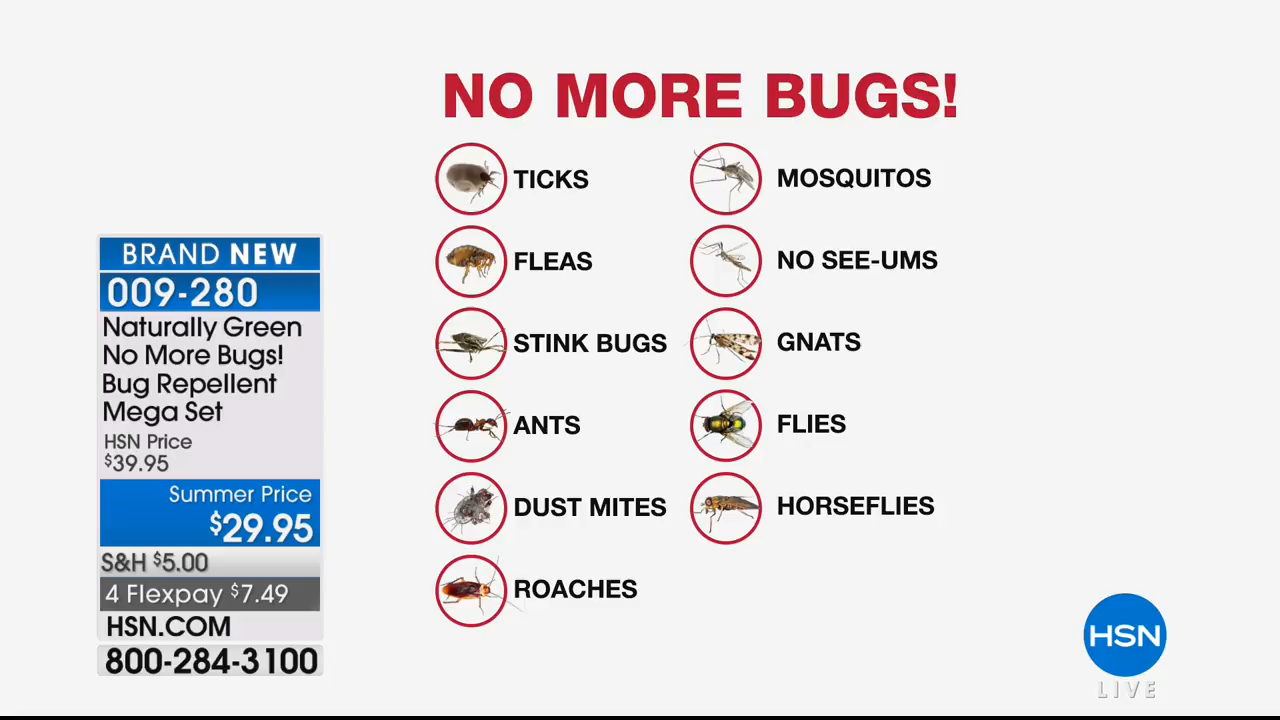 NO MORE BUGS!
TICKS
MOSQUITOS
FLEAS
NO SEE-UMS
STINK BUGS
GNATS
ANTS
FLIES
DUST MITES
HORSEFLIES
ROACHES
BRAND NEW
009-280
Naturally Green
No More Bugs!
Bug Repellent
Mega Set
HSN Price
$39.95
Summer Price
$29.95
S&H $5.00
4 Flexpay $7.49
HSN.COM
800-284-3100
HSN
LIVE